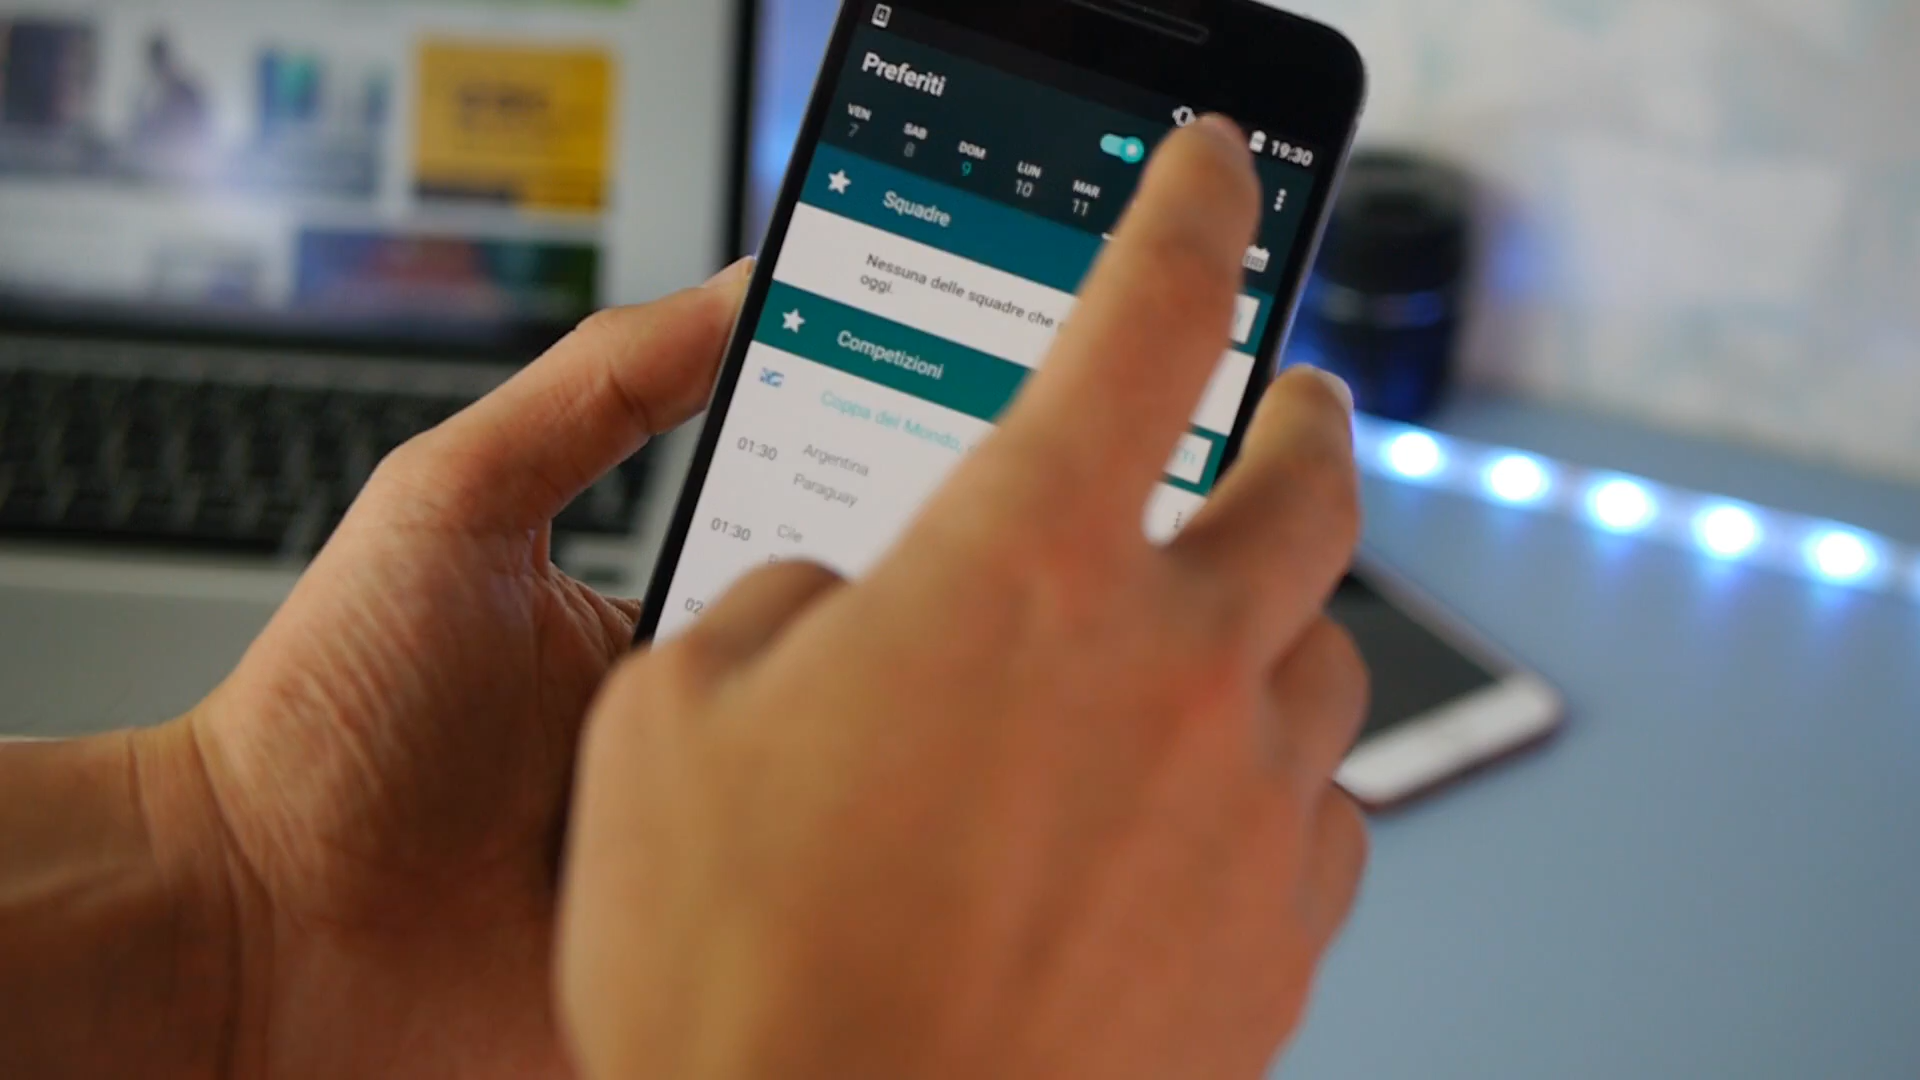 19:30
Preferiti
VEN
7
SAB
8
DOM
9
LUN
10
MAR
11
Squadre
Nessuna delle squadre che
oggi.
Competizioni
Coppa del Mondo,
01:30
Argentina
Paraguay
01:30
Cile
02